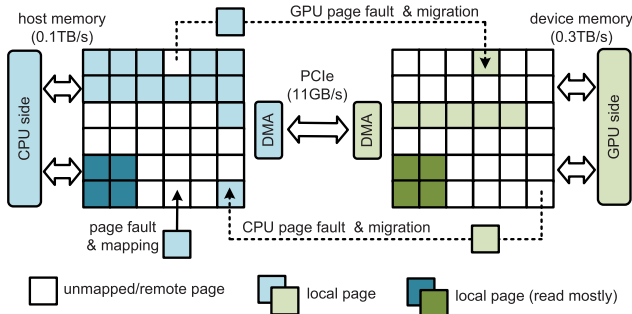 host memory
(0.1TB/s)
GPU page fault & migration
device memory
(0.3TB/s)
CPU side
PCIe
(11GB/s)
DMA
DMA
GPU side
page fault
& mapping
CPU page fault & migration
unmapped/remote page
local page
local page (read mostly)